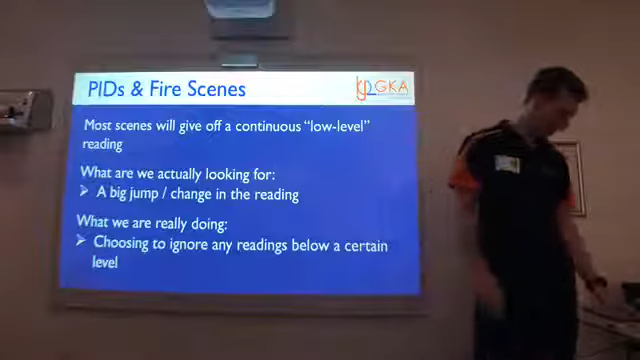 PIDs & Fire Scenes
GKA
Most scenes will give off a continuous “low-level”
reading
What are we actually looking for:
➢ A big jump / change in the reading
What we are really doing:
➢ Choosing to ignore any readings below a certain
level